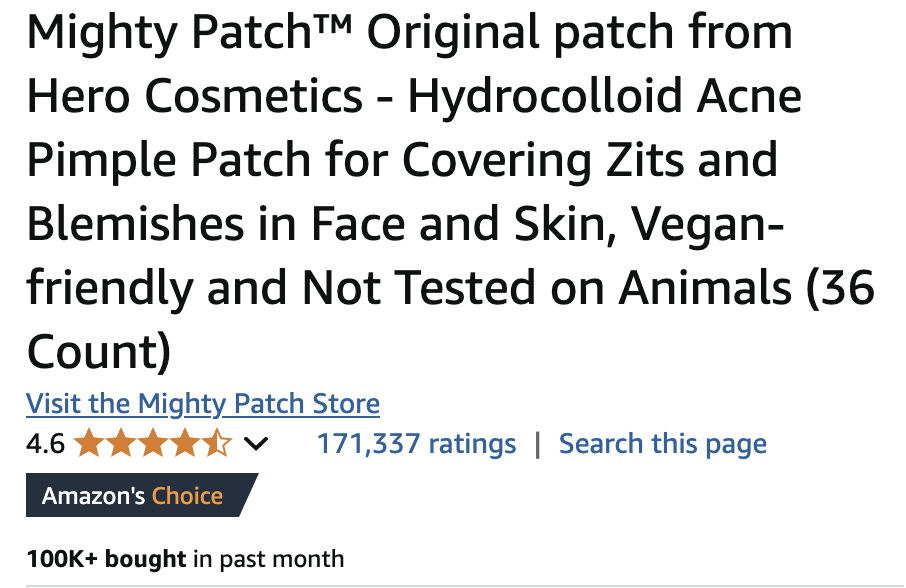 Mighty Patch™ Original patch from
Hero Cosmetics - Hydrocolloid Acne
Pimple Patch for Covering Zits and
Blemishes in Face and Skin, Vegan-
friendly and Not Tested on Animals (36
Count)
Visit the Mighty Patch Store
4.6 171,337 ratings | Search this page
Amazon's Choice
100K+ bought in past month